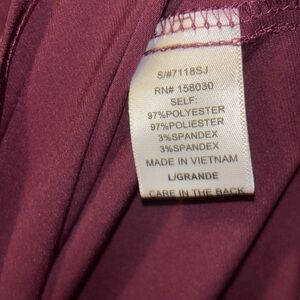 S/#7118SJ
RN# 158030
SELF:
97%POLYESTER
97%POLIESTER
3%SPANDEX
3%SPANDEX
MADE IN VIETNAM
L/GRANDE
CARE IN THE BACK